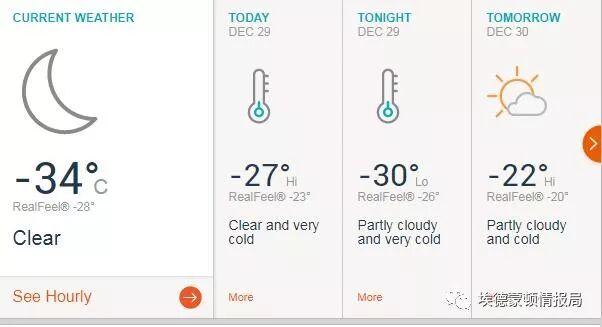 CURRENT WEATHER
-34°C
RealFeel® -28°
Clear
See Hourly
TODAY
DEC 29
-27°Hi
RealFeel® -23°
Clear and very
cold
More
TONIGHT
DEC 29
-30°Lo
RealFeel® -26°
Partly cloudy
and very cold
More
TOMORROW
DEC 30
-22°Hi
RealFeel® -20°
Partly cloudy
and cold
埃德蒙顿情报局